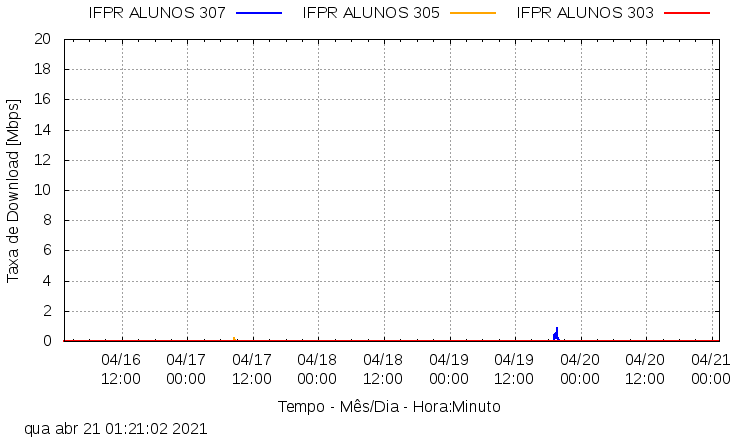 IFPR ALUNOS 307 IFPR ALUNOS 305 IFPR ALUNOS 303
Taxa de Download [Mbps]
20
18
16
14
12
10
8
6
4
2
0
04/16 04/17 04/17 04/18 04/18 04/19 04/19 04/20 04/20 04/21
12:00 00:00 12:00 00:00 12:00 00:00 12:00 00:00 12:00 00:00
Tempo - Mês/Dia - Hora:Minuto
qua abr 21 01:21:02 2021